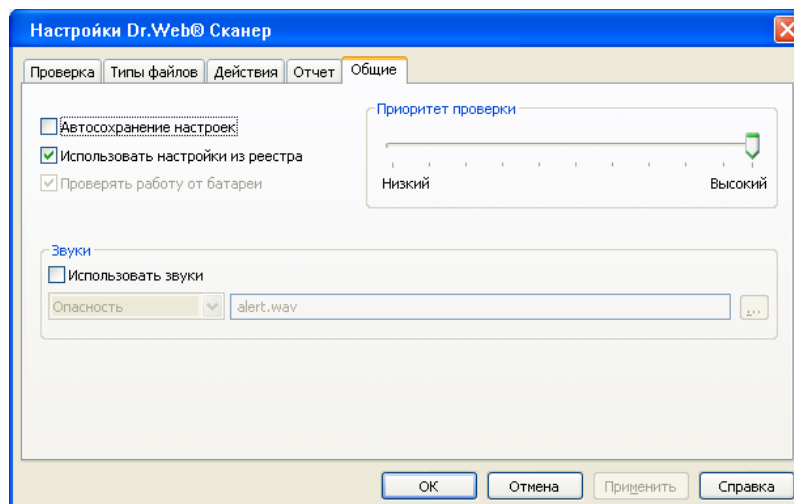 Настройки Dr.Web® Сканер
Проверка Типы файлов Действия Отчет Общие
Автосохранение настроек
Использовать настройки из реестра
Проверять работу от батареи
Приоритет проверки
Низкий Высокий
Звуки
Использовать звуки
Опасность alert.wav ...
ОК Отмена Применить Справка